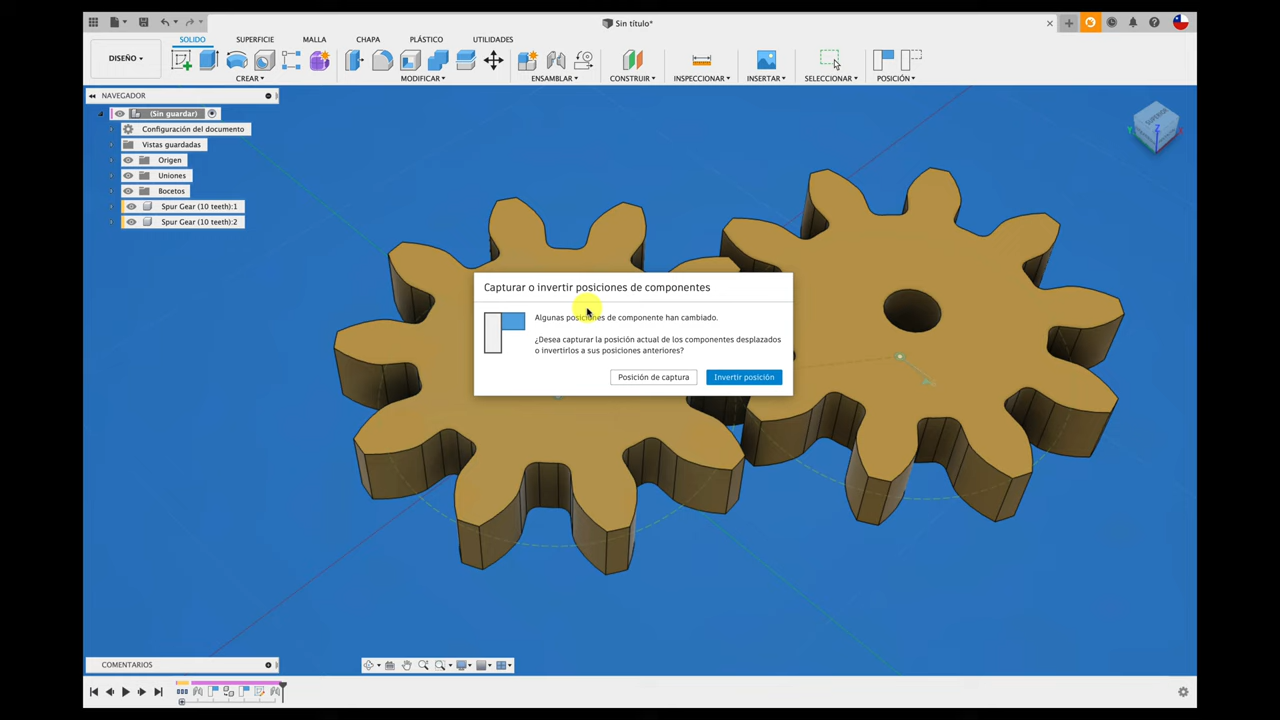 Sin título*
DISEÑO
SOLIDO
SUPERFICIE
MALLA
CHAPA
PLÁSTICO
UTILIDADES
CREAR
MODIFICAR
ENSAMBLAR
CONSTRUIR
INSPECCIONAR
INSERTAR
SELECCIONAR
POSICIÓN
NAVEGADOR
(Sin guardar)
Configuración del documento
Vistas guardadas
Origen
Uniones
Bocetos
Spur Gear (10 teeth):1
Spur Gear (10 teeth):2
SUPERIOR
Y
Z
X
Capturar o invertir posiciones de componentes
Algunas posiciones de componente han cambiado.
¿Desea capturar la posición actual de los componentes desplazados
o invertirlos a sus posiciones anteriores?
Posición de captura
Invertir posición
COMENTARIOS